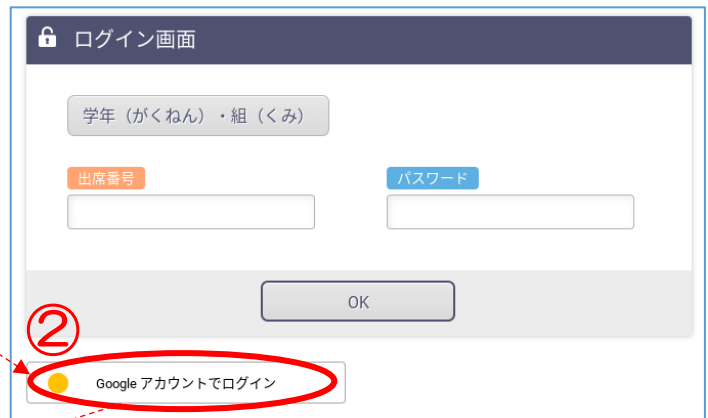 ログイン画面
学年（がくねん）・組（くみ）
出席番号
パスワード
OK
②
Google アカウントでログイン